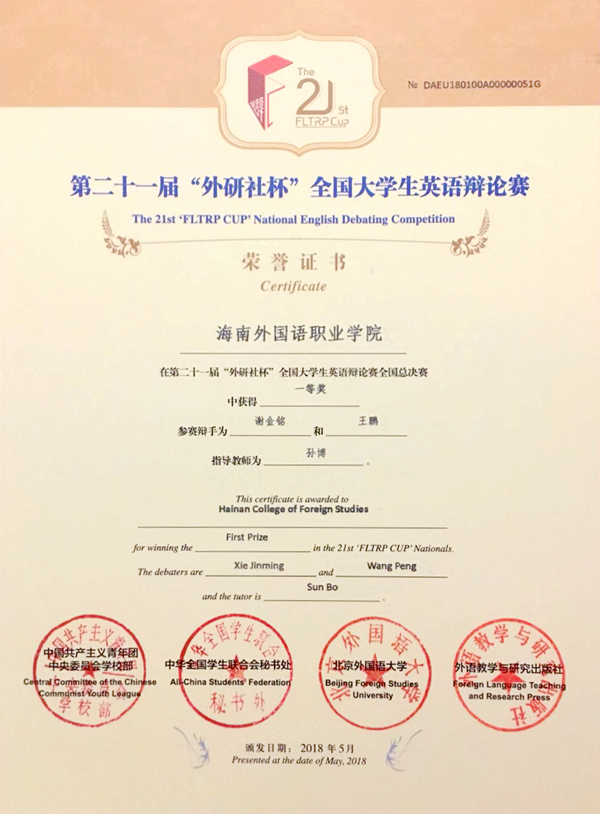 The
21st
FLTRP Cup
№ DAEU180100A00000051G
第二十一届“外研社杯”全国大学生英语辩论赛
The 21st ‘FLTRP CUP’ National English Debating Competition
荣誉证书
Certificate
海南外国语职业学院
在第二十一届“外研社杯”全国大学生英语辩论赛全国总决赛
中获得 一等奖
参赛辩手为 谢金铭 和 王鹏
指导教师为 孙博 。
This certificate is awarded to
Hainan College of Foreign Studies
for winning the First Prize in the 21st ‘FLTRP CUP’ Nationals.
The debaters are Xie Jinming and Wang Peng
and the tutor is Sun Bo .
中国共产主义青年团
中央委员会学校部
Central Committee of the Chinese
Communist Youth League
学校部
中华全国学生联合会秘书处
All-China Students' Federation
秘书处
北京外国语大学
Beijing Foreign Studies
University
外语教学与研究出版社
Foreign Language Teaching
and Research Press
颁发日期：2018 年 5 月
Presented at the date of May, 2018